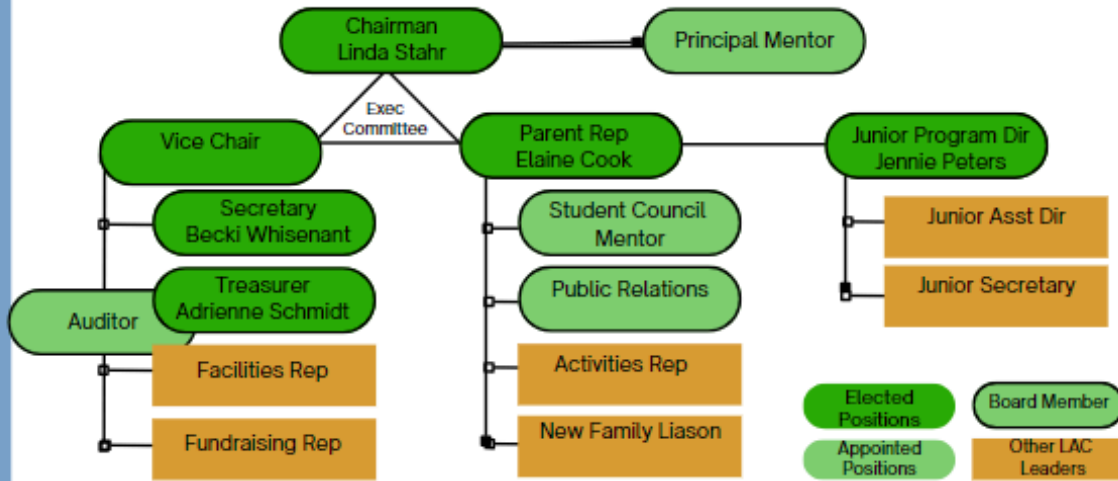 Chairman
Linda Stahr
Principal Mentor
Exec
Committee
Vice Chair
Parent Rep
Elaine Cook
Junior Program Dir
Jennie Peters
Secretary
Becki Whisenant
Student Council
Mentor
Junior Asst Dir
Treasurer
Adrienne Schmidt
Public Relations
Junior Secretary
Auditor
Facilities Rep
Activities Rep
Fundraising Rep
New Family Liason
Elected
Positions
Board Member
Appointed
Positions
Other LAC
Leaders